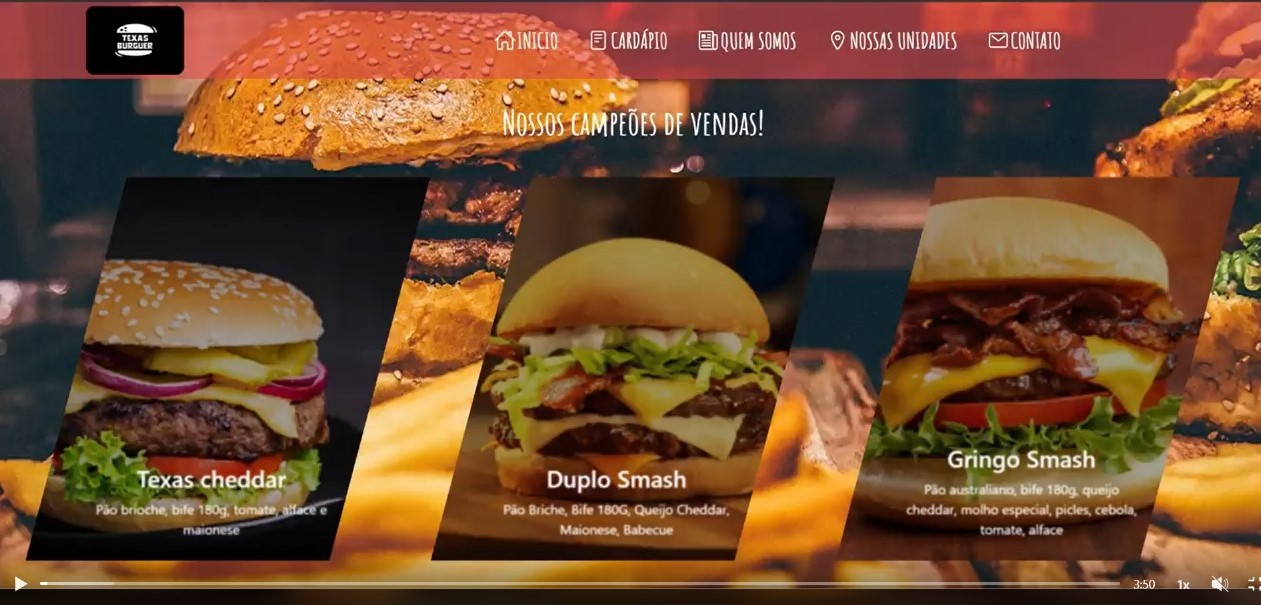 TEXAS
BURGUER
INICIO
CARDÁPIO
QUEM SOMOS
NOSSAS UNIDADES
CONTATO
Nossos campeões de vendas!
Texas cheddar
Pão brioche, bife 180g, tomate, alface e
maionese
Duplo Smash
Pão Briche, Bife 180G, Queijo Cheddar,
Maionese, Babecue
Gringo Smash
Pão australiano, bife 180g, queijo
cheddar, molho especial, picles, cebola,
tomate, alface
3:50
1x